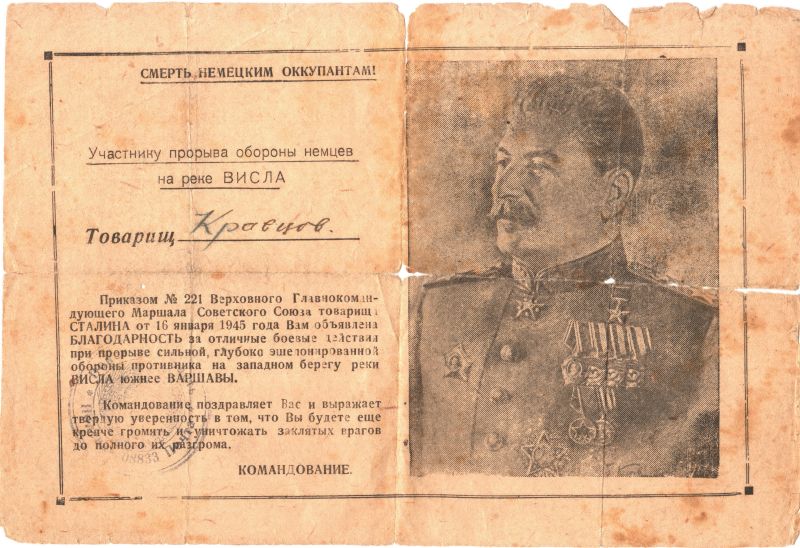 СМЕРТЬ НЕМЕЦКИМ ОККУПАНТАМ!
Участнику прорыва обороны немцев
на реке ВИСЛА
Товарищ Кравцов.
Приказом № 221 Верховного Главнокоман-
дующего Маршала Советского Союза товарища
СТАЛИНА от 16 января 1945 года Вам объявлена
БЛАГОДАРНОСТЬ за отличные боевые действия
при прорыве сильной, глубоко эшелонированной
обороны противника на западном берегу реки
ВИСЛА южнее ВАРШАВЫ.
Командование поздравляет Вас и выражает
твердую уверенность в том, что Вы будете еще
крепче громить и уничтожать заклятых врагов
до полного их разгрома.
КОМАНДОВАНИЕ.
08833